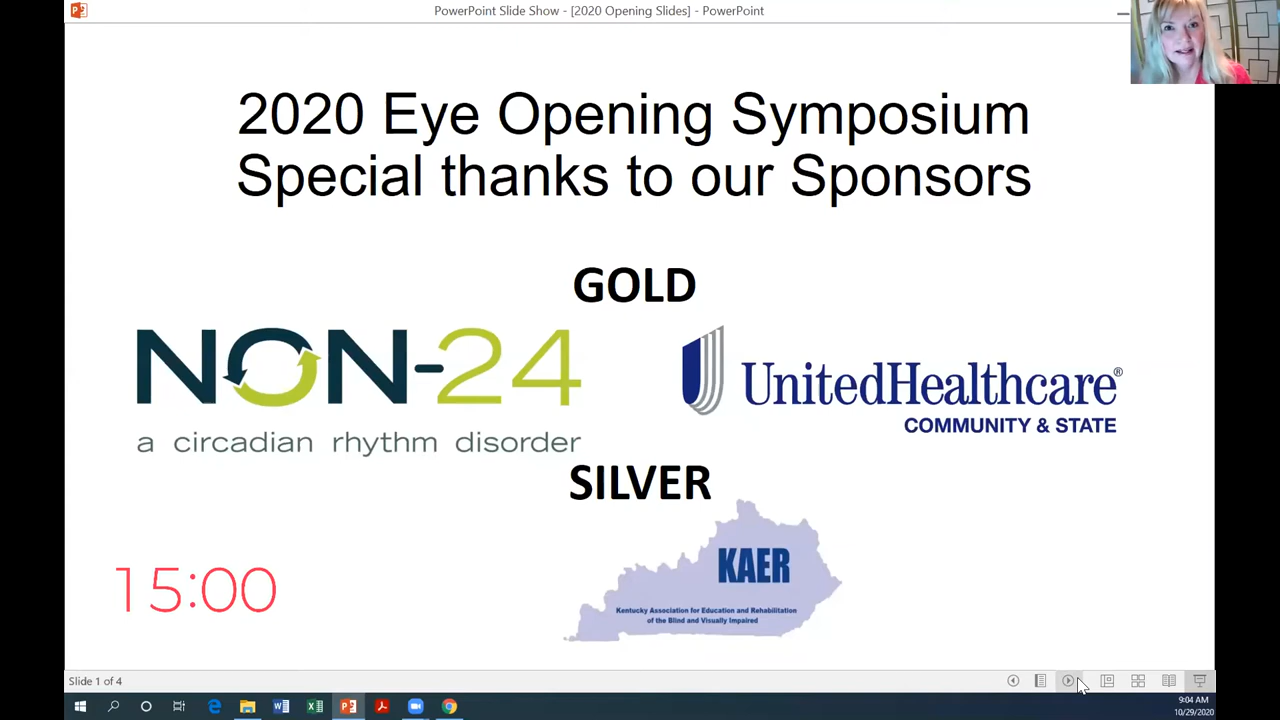 PowerPoint Slide Show - [2020 Opening Slides] - PowerPoint
2020 Eye Opening Symposium
Special thanks to our Sponsors
GOLD
NON-24
a circadian rhythm disorder
UnitedHealthcare®
COMMUNITY & STATE
SILVER
KAER
Kentucky Association for Education and Rehabilitation
of the Blind and Visually Impaired
15:00
Slide 1 of 4
9:04 AM
10/29/2020